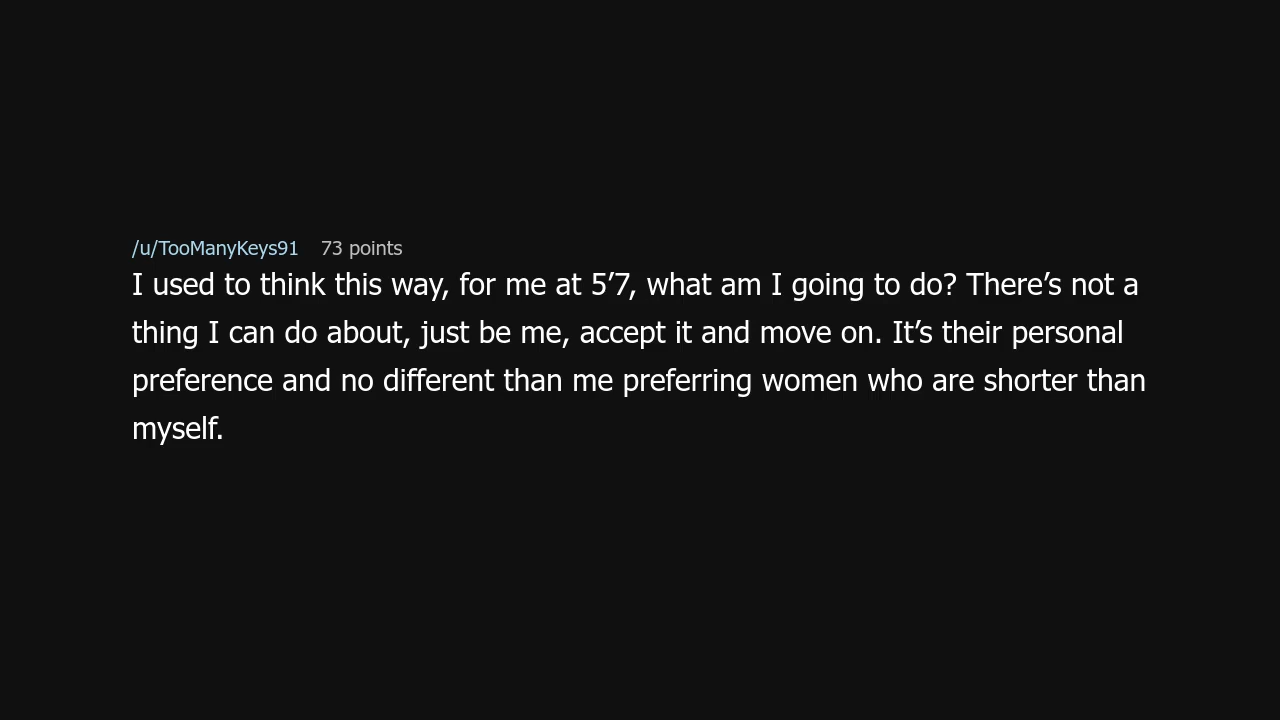 /u/TooManyKeys91 73 points
I used to think this way, for me at 5’7, what am I going to do? There’s not a
thing I can do about, just be me, accept it and move on. It’s their personal
preference and no different than me preferring women who are shorter than
myself.